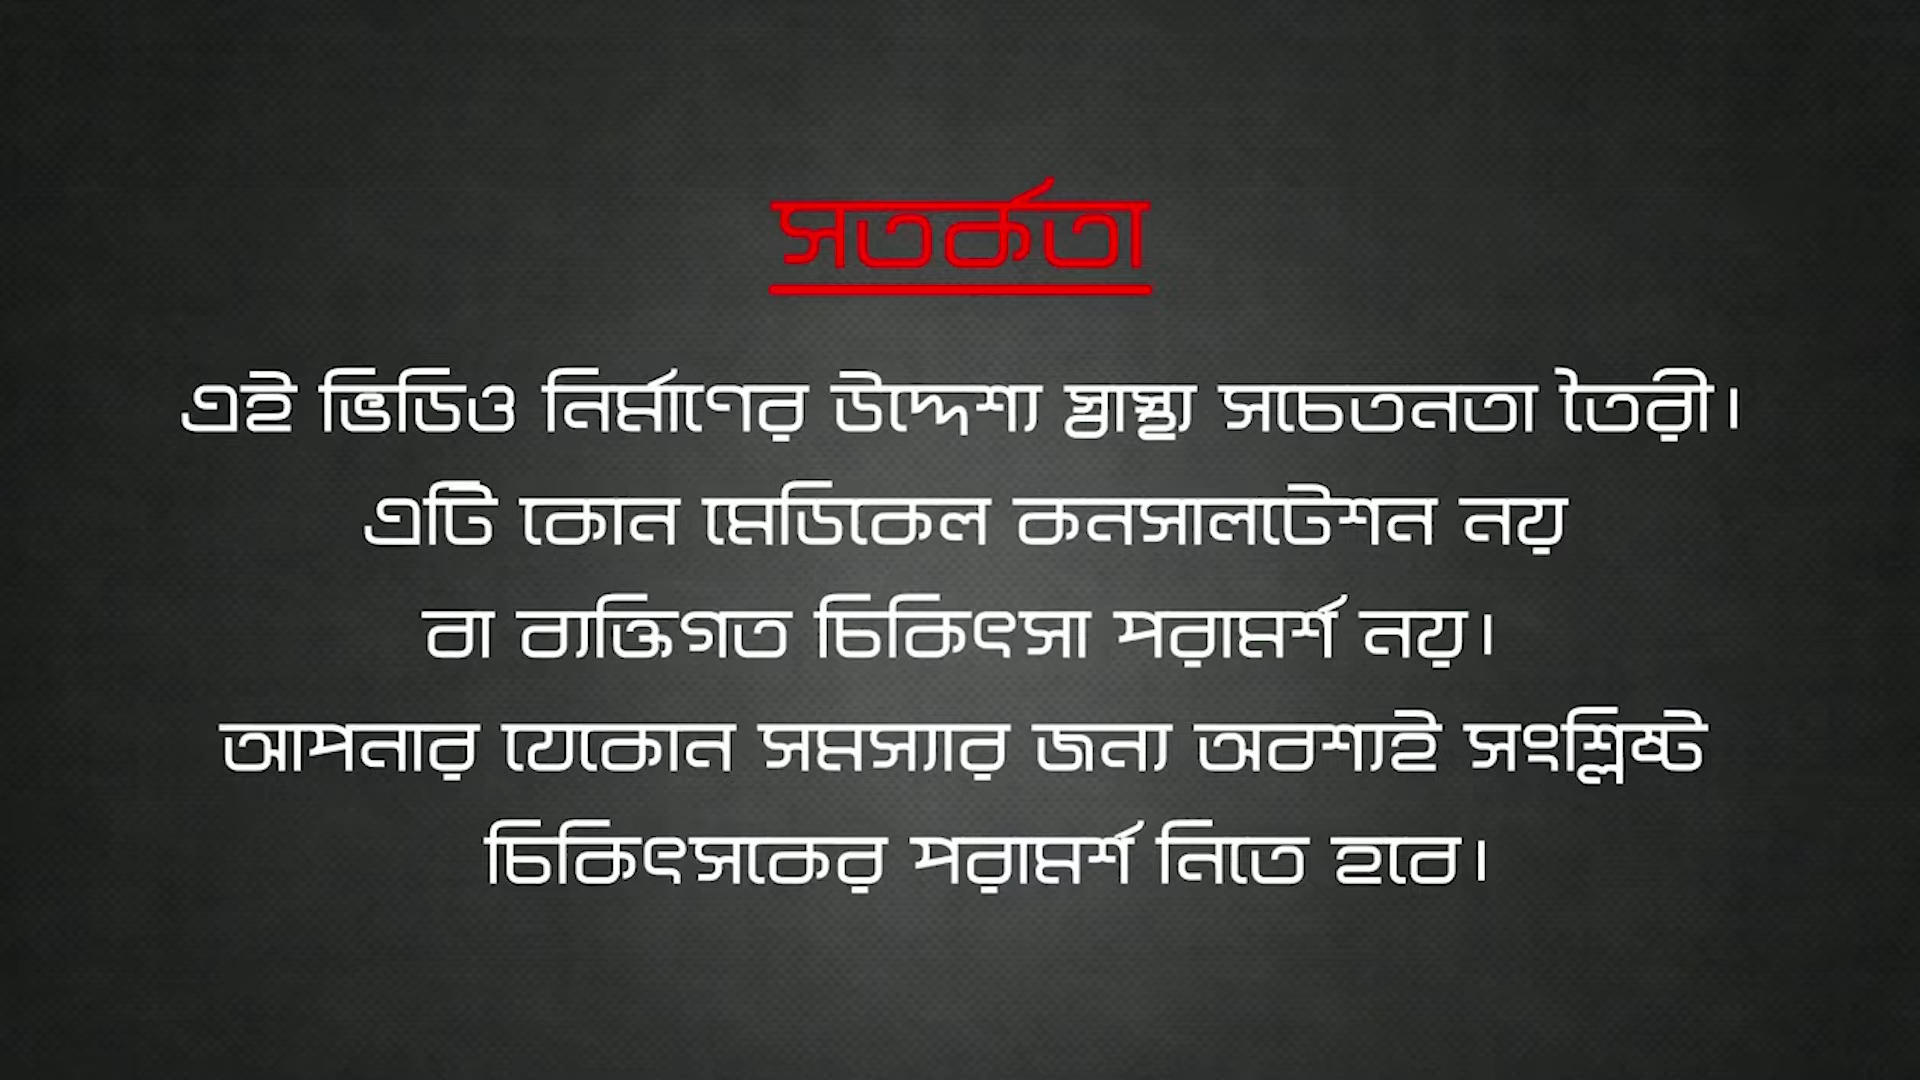 সতর্কতা
এই ভিডিও নির্মাণের উদ্দেশ্য স্বাস্থ্য সচেতনতা তৈরী।
এটি কোন মেডিকেল কনসালটেশন নয়
বা ব্যক্তিগত চিকিৎসা পরামর্শ নয়।
আপনার যেকোন সমস্যার জন্য অবশ্যই সংশ্লিষ্ট
চিকিৎসকের পরামর্শ নিতে হবে।